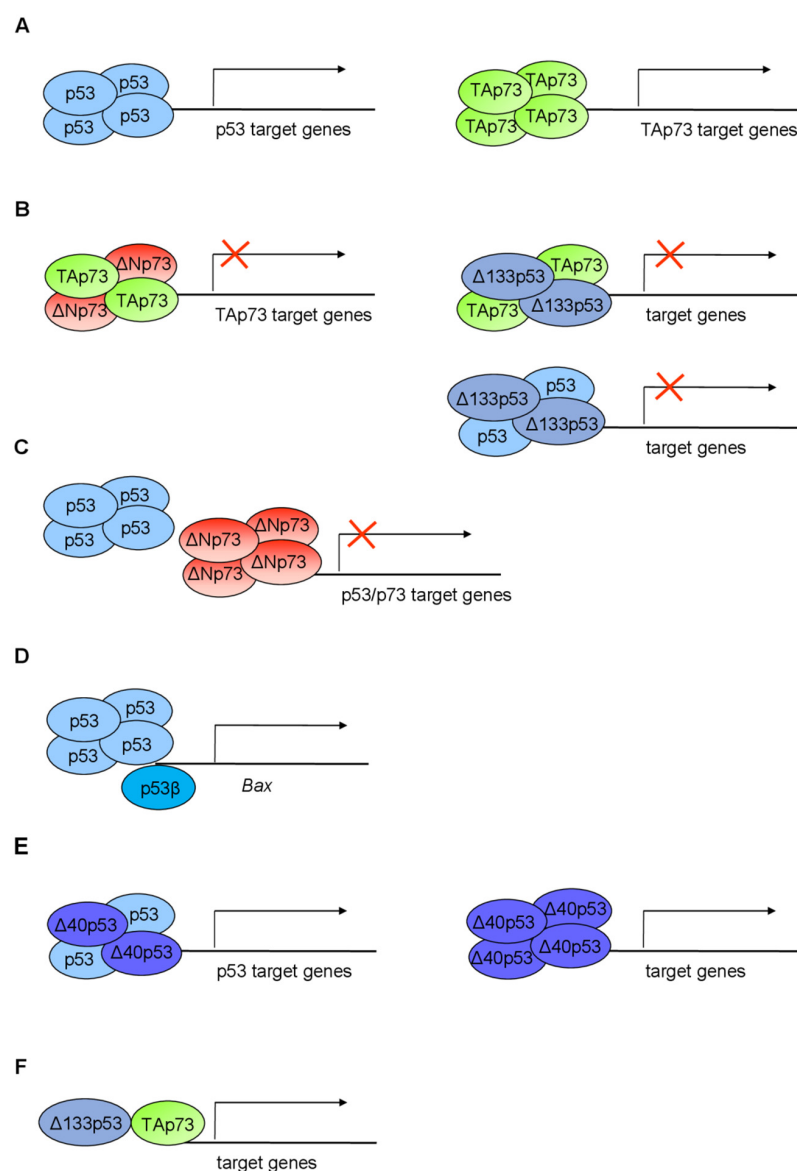 A
p53
p53
p53
p53
p53 target genes
TAp73
TAp73
TAp73
TAp73
TAp73 target genes
B
ΔNp73
TAp73
TAp73
ΔNp73
TAp73 target genes
TAp73
Δ133p53
Δ133p53
TAp73
target genes
p53
Δ133p53
Δ133p53
p53
target genes
C
p53
p53
p53
p53
ΔNp73
ΔNp73
ΔNp73
ΔNp73
p53/p73 target genes
D
p53
p53
p53
p53
p53β
Bax
E
p53
Δ40p53
Δ40p53
p53
p53 target genes
Δ40p53
Δ40p53
Δ40p53
Δ40p53
target genes
F
Δ133p53
TAp73
target genes